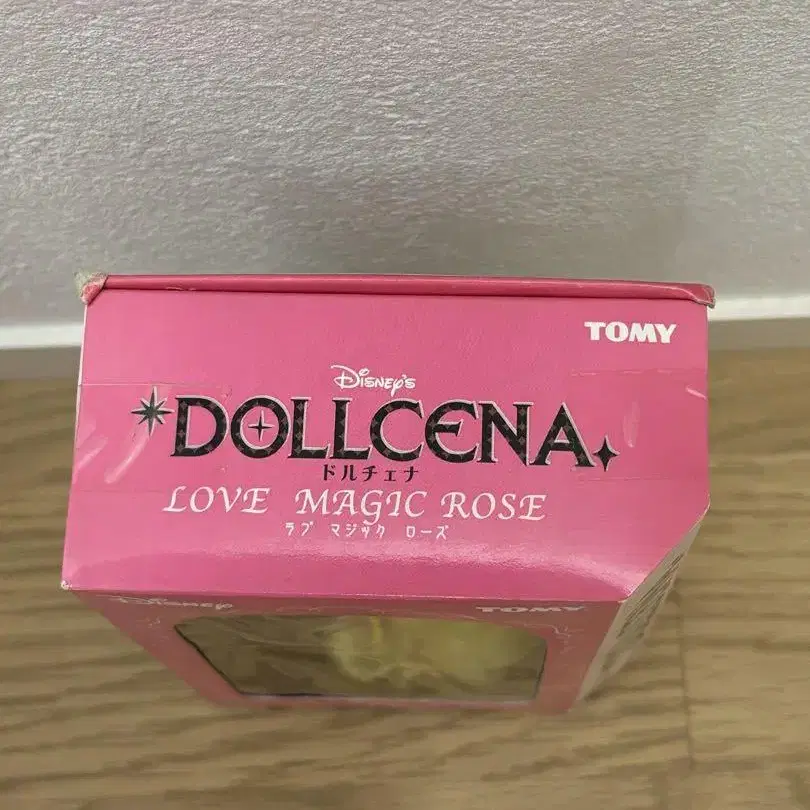 TOMY
Disney's
DOLLCENA
ドルチェナ
LOVE MAGIC ROSE
ラブ マジック ローズ
Disney TOMY